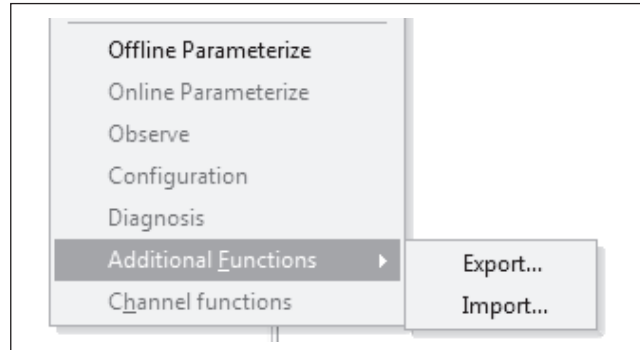 Offline Parameterize
Online Parameterize
Observe
Configuration
Diagnosis
Additional Functions
Channel functions
Export...
Import...